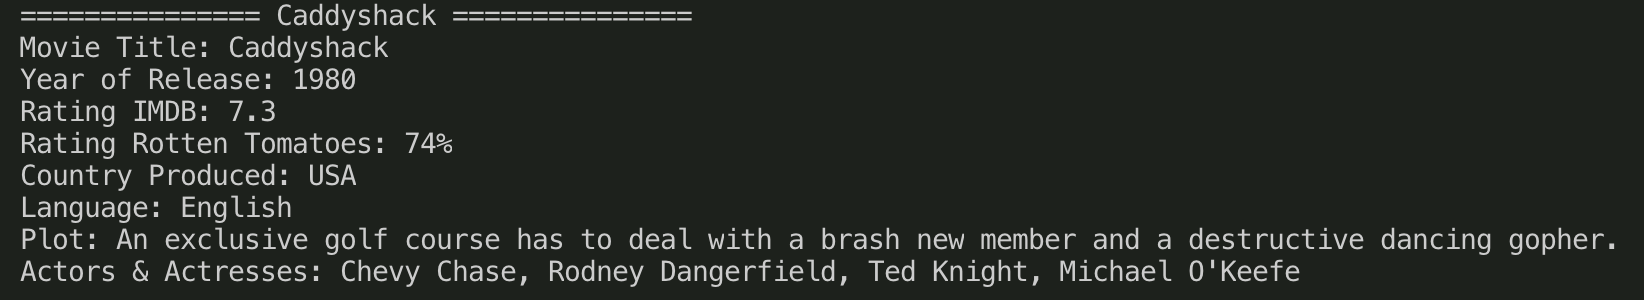 =============== Caddyshack ===============
Movie Title: Caddyshack
Year of Release: 1980
Rating IMDB: 7.3
Rating Rotten Tomatoes: 74%
Country Produced: USA
Language: English
Plot: An exclusive golf course has to deal with a brash new member and a destructive dancing gopher.
Actors & Actresses: Chevy Chase, Rodney Dangerfield, Ted Knight, Michael O'Keefe